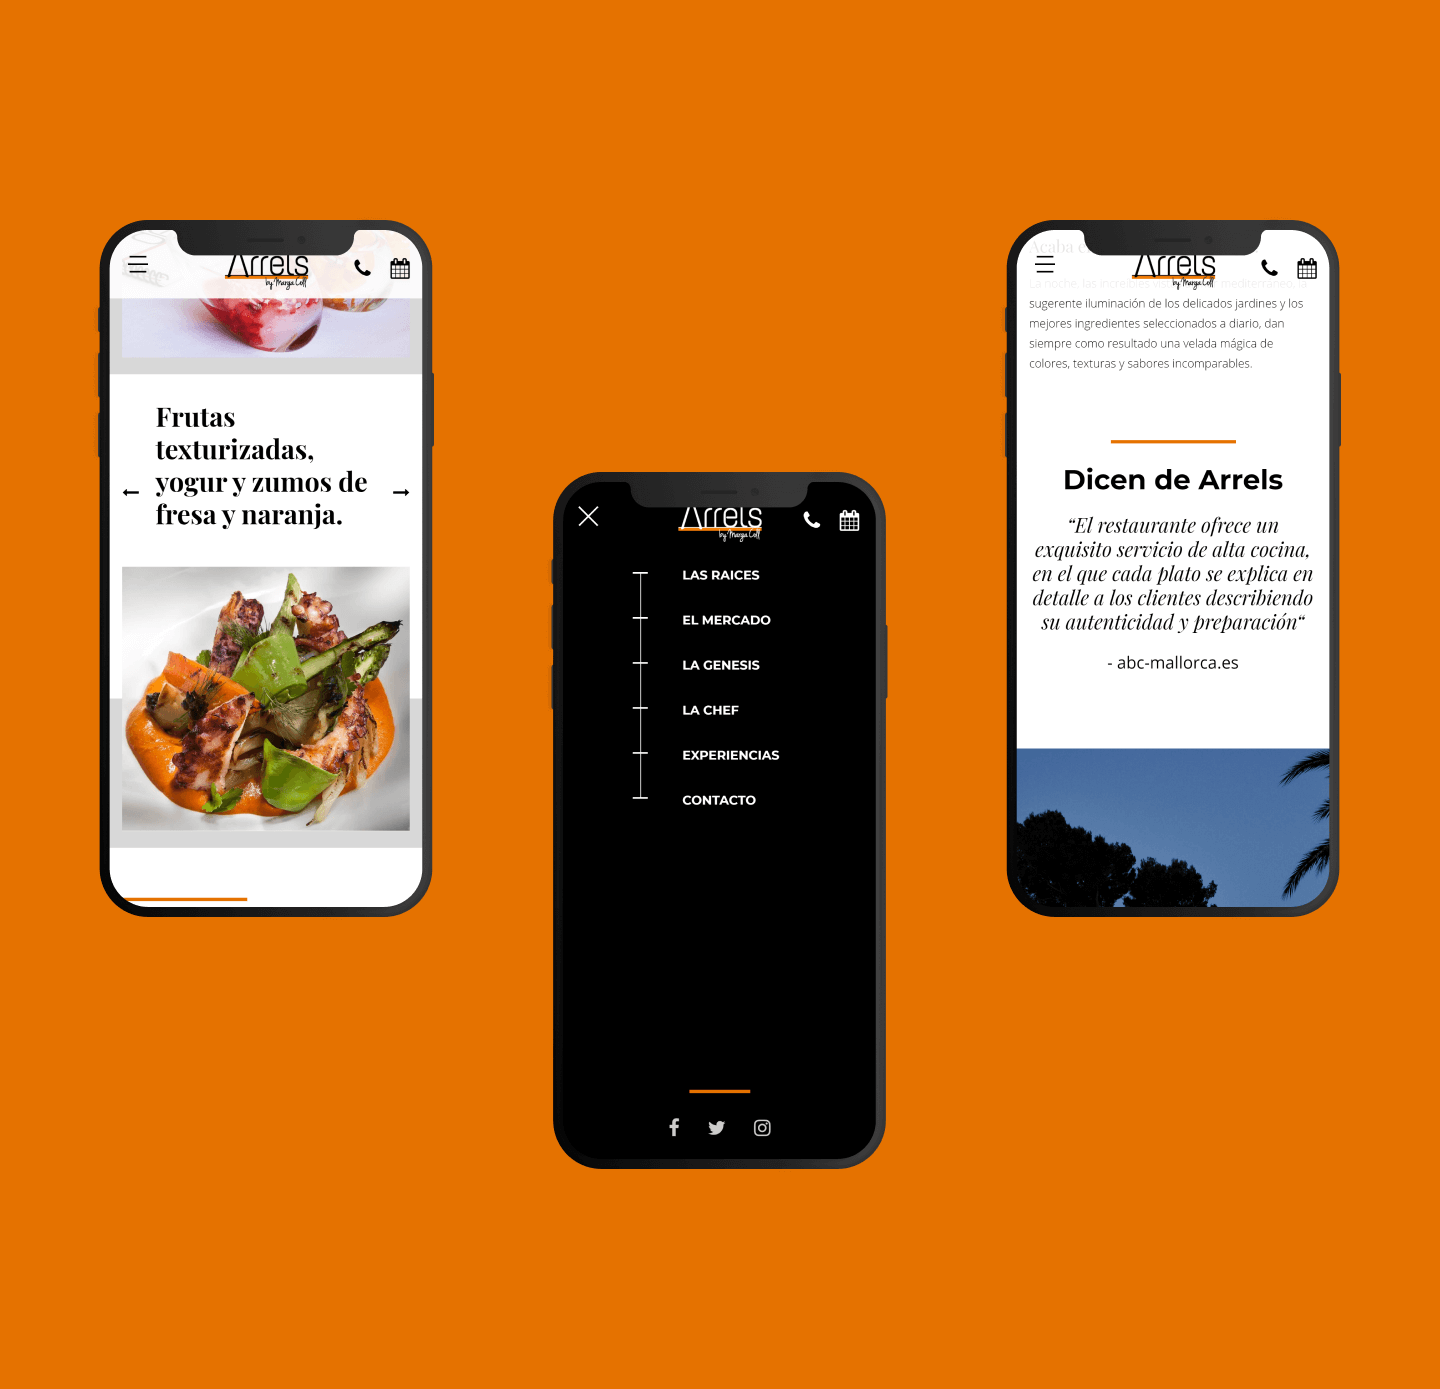 Arrels
by Marga Coll
Frutas
texturizadas,
yogur y zumos de
fresa y naranja.
Arrels
by Marga Coll
LAS RAICES
EL MERCADO
LA GENESIS
LA CHEF
EXPERIENCIAS
CONTACTO
Acaba
Arrels
by Marga Coll
La noche, las increíbles mediterráneo, la
sugerente iluminación de los delicados jardines y los
mejores ingredientes seleccionados a diario, dan
siempre como resultado una velada mágica de
colores, texturas y sabores incomparables.
Dicen de Arrels
“El restaurante ofrece un
exquisito servicio de alta cocina,
en el que cada plato se explica en
detalle a los clientes describiendo
su autenticidad y preparación“
- abc-mallorca.es